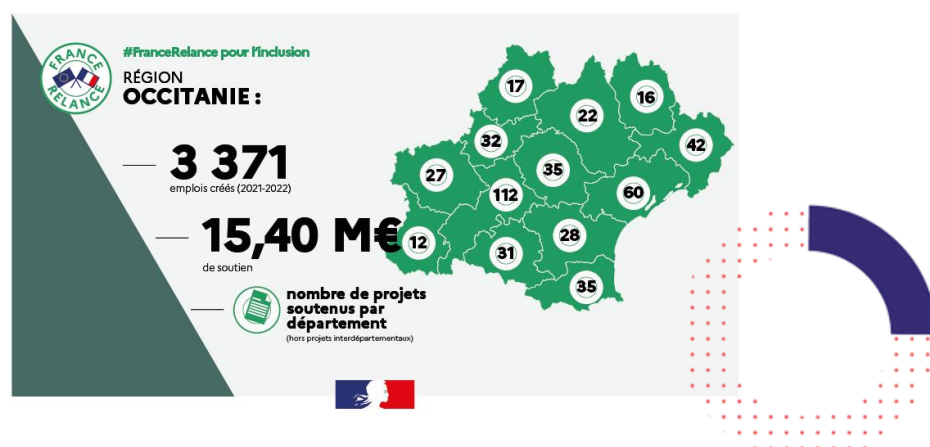 FRANCE
RELANCE
#FranceRelance pour l'inclusion
RÉGION
OCCITANIE :
3 371
emplois créés (2021-2022)
15,40 M€
de soutien
nombre de projets
soutenus par
département
(hors projets interdépartementaux)
17
16
22
32
42
35
27
112
60
28
12
31
35